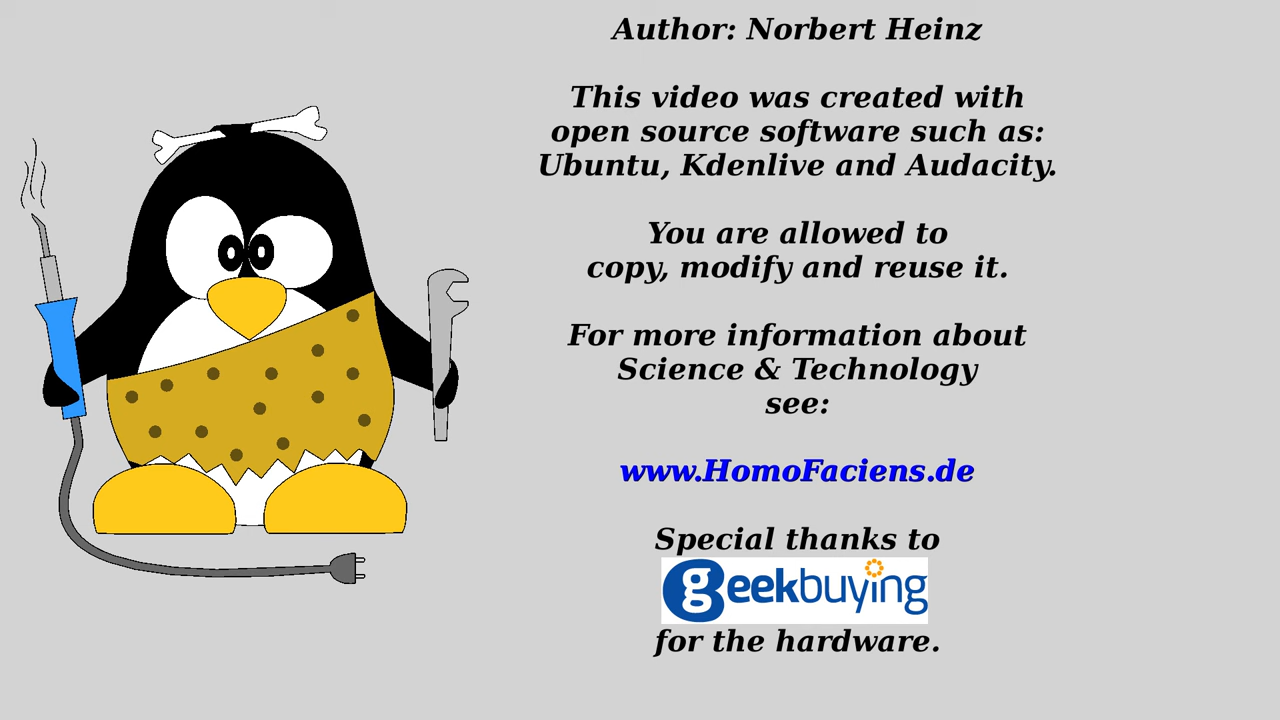 Author: Norbert Heinz
This video was created with
open source software such as:
Ubuntu, Kdenlive and Audacity.
You are allowed to
copy, modify and reuse it.
For more information about
Science & Technology
see:
www.HomoFaciens.de
Special thanks to
geekbuying
for the hardware.